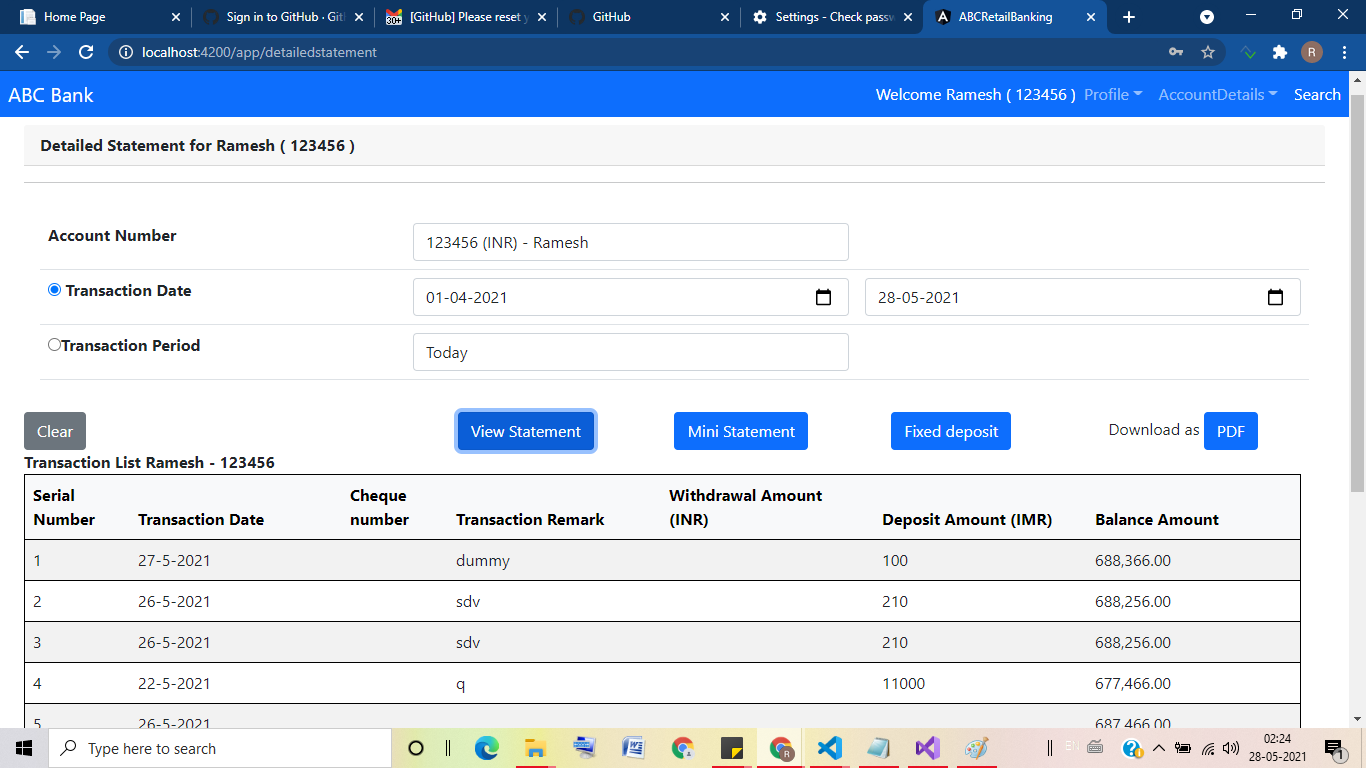 Home Page
Sign in to GitHub · Git
[GitHub] Please reset y
GitHub
Settings - Check passw
ABCRetailBanking
localhost:4200/app/detailedstatement
R
ABC Bank
Welcome Ramesh ( 123456 ) Profile AccountDetails Search
Detailed Statement for Ramesh ( 123456 )
Account Number
123456 (INR) - Ramesh
Transaction Date
01-04-2021
28-05-2021
Transaction Period
Today
Clear
View Statement
Mini Statement
Fixed deposit
Download as PDF
Transaction List Ramesh - 123456
Serial Number Transaction Date Cheque number Transaction Remark Withdrawal Amount (INR) Deposit Amount (IMR) Balance Amount
1 27-5-2021 dummy 100 688,366.00
2 26-5-2021 sdv 210 688,256.00
3 26-5-2021 sdv 210 688,256.00
4 22-5-2021 q 11000 677,466.00
5 26-5-2021 687,466.00
Type here to search
02:24
28-05-2021
1